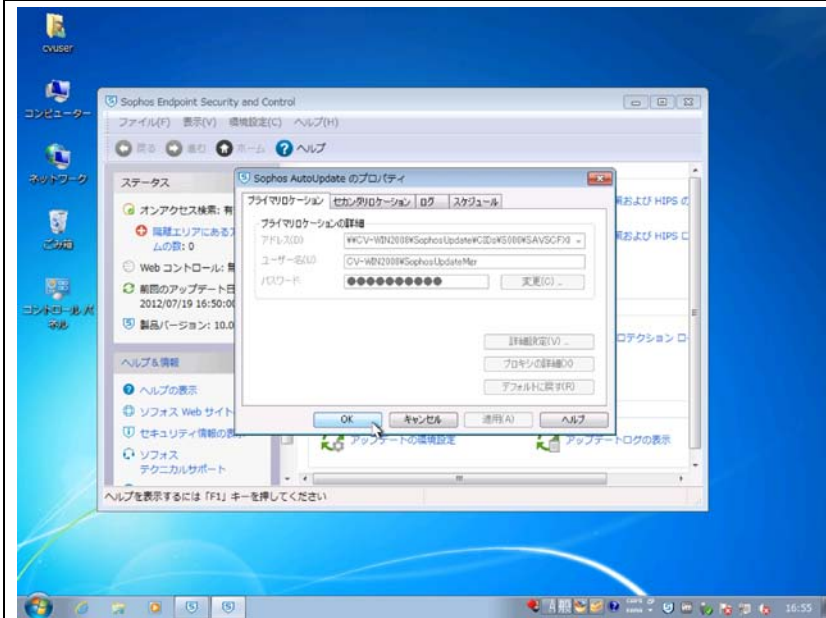 cvuser
コンピューター
ネットワーク
ごみ箱
コントロール パ
ネル
Sophos Endpoint Security and Control
ファイル(F) 表示(V) 環境設定(C) ヘルプ(H)
戻る 進む ホーム ヘルプ
ステータス
オンアクセス検索: 有
隔離エリアにある
ムの数: 0
Web コントロール: 無
前回のアップデート日
2012/07/19 16:50:0
製品バージョン: 10.0
ヘルプ & 情報
ヘルプの表示
ソフォス Web サイト
セキュリティ情報の表
ソフォス
テクニカルサポート
および HIPS の
および HIPS
ロテクション ロ
アップデートの環境設定
アップデートログの表示
ヘルプを表示するには「F1」キーを押してください
Sophos AutoUpdate のプロパティ
プライマリロケーション セカンダリロケーション ログ スケジュール
プライマリロケーションの詳細
アドレス(D) ¥¥CV-WIN2008¥SophosUpdate¥CIDs¥S000¥SAVSCFXP
ユーザー名(U) CV-WIN2008¥SophosUpdateMer
パスワード ●●●●●●●●●● 変更(C) ..
詳細設定(V) ..
プロキシの詳細(X)
デフォルトに戻す(R)
OK キャンセル 適用(A) ヘルプ
A 般
16:55